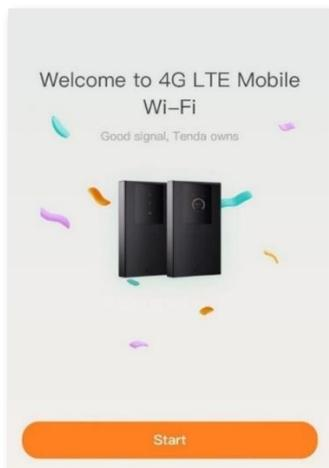 Welcome to 4G LTE Mobile
Wi-Fi
Good signal, Tenda owns
Start